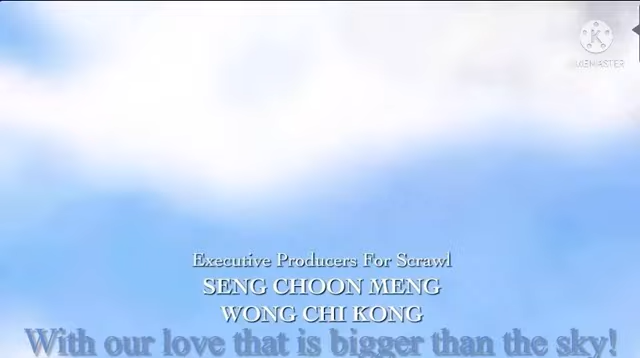 KINEMASTER
Executive Producers For Scrawl
SENG CHOON MENG
WONG CHI KONG
With our love that is bigger than the sky!